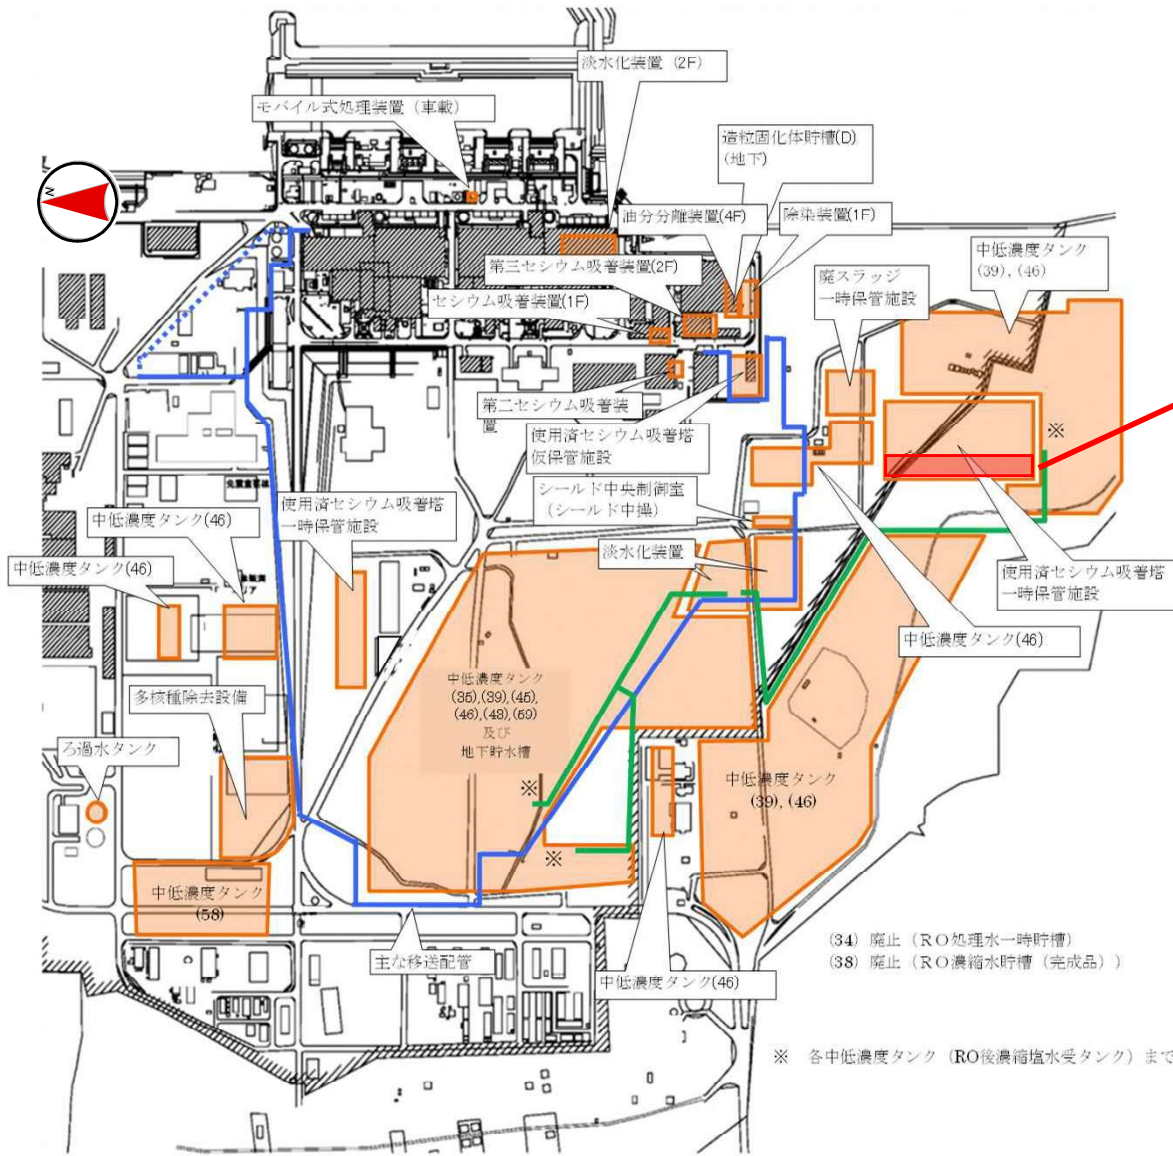 淡水化装置 (2F)
モバイル式処理装置（車載）
造粒固化体貯槽(D)
(地下)
N
油分分離装置(4F)
除染装置(1F)
中低濃度タンク
(39), (46)
第三セシウム吸着装置(2F)
廃スラッジ
一時保管施設
セシウム吸着装置(1F)
第二セシウム吸着装
置
使用済セシウム吸着塔
仮保管施設
※
シールド中央制御室
（シールド中操）
使用済セシウム吸着塔
一時保管施設
中低濃度タンク(46)
淡水化装置
中低濃度タンク(46)
使用済セシウム吸着塔
一時保管施設
中低濃度タンク(46)
中低濃度タンク
(35),(39),(45),
(46),(48),(59)
及び
地下貯水槽
多核種除去設備
ろ過水タンク
※
中低濃度タンク
(39), (46)
※
中低濃度タンク
(58)
主な移送配管
中低濃度タンク(46)
(34) 廃止（ＲＯ処理水一時貯槽）
(38) 廃止（ＲＯ濃縮水貯槽（完成品））
※ 各中低濃度タンク（RO後濃縮塩水受タンク）まで